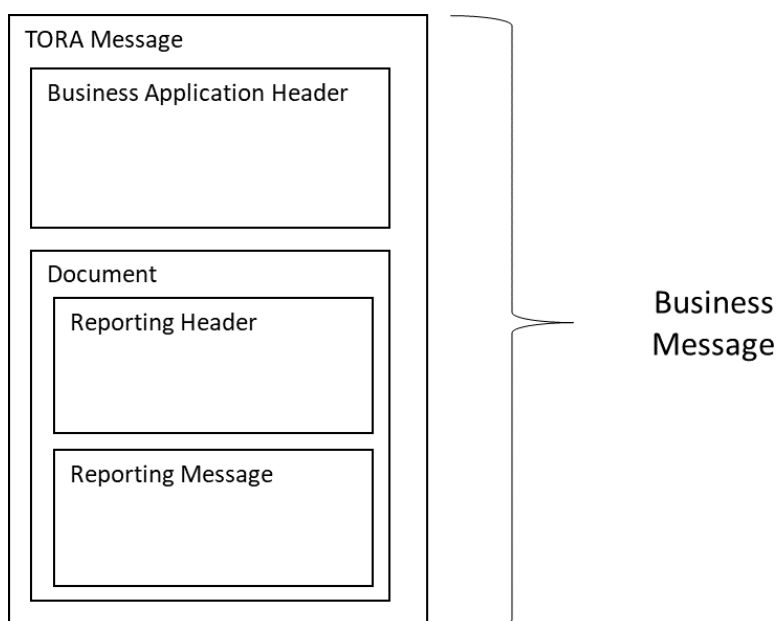 TORA Message
Business Application Header
Document
Reporting Header
Reporting Message
Business
Message